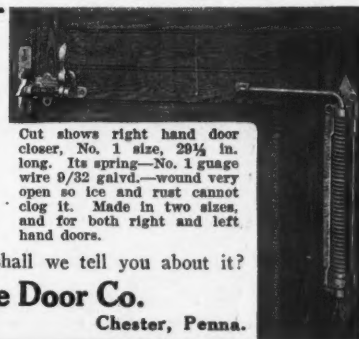 Cut shows right hand door
closer, No. 1 size, 29½ in.
long. Its spring—No. 1 guage
wire 9/32 galvd.—wound very
open so ice and rust cannot
clog it. Made in two sizes,
and for both right and left
hand doors.
shall we tell you about it?
e Door Co.
Chester, Penna.